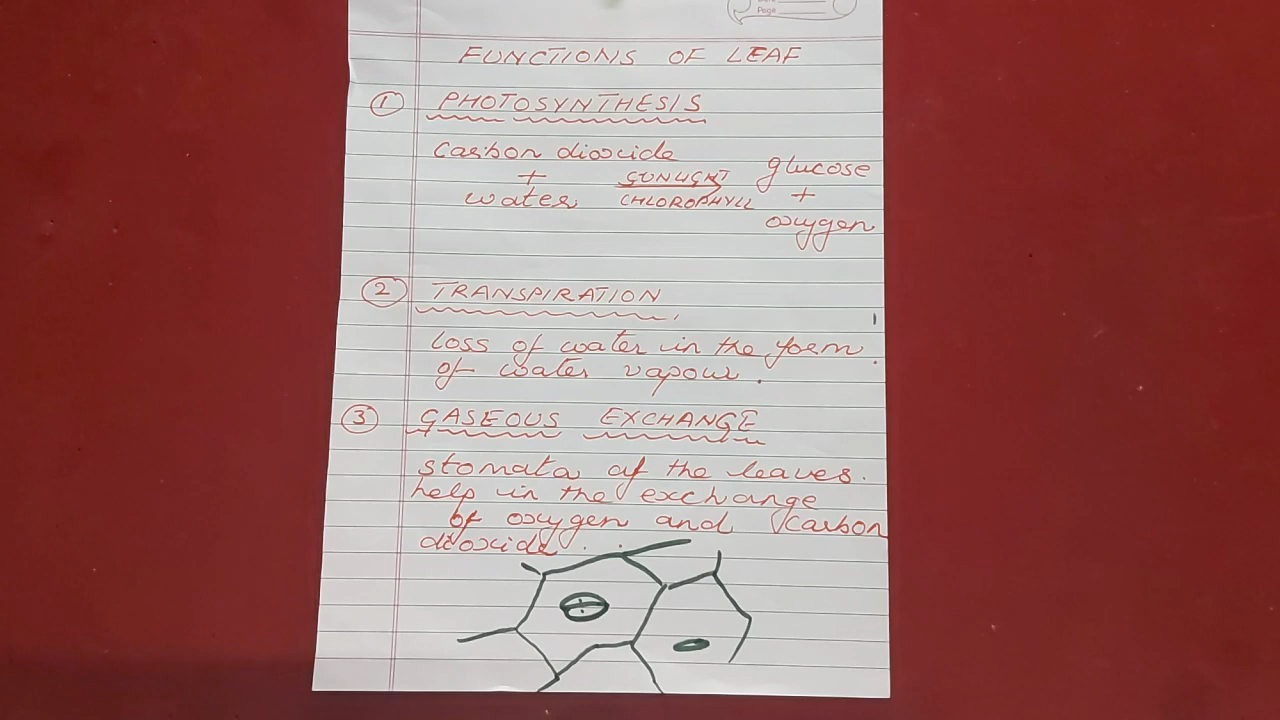 Page
FUNCTIONS OF LEAF
① PHOTOSYNTHESIS
Carbon dioxide
+
water
SUNLIGHT
CHLOROPHYLL
glucose
+
oxygen
② TRANSPIRATION
loss of water in the form
of water vapour.
③ GASEOUS EXCHANGE
stomata of the leaves.
help in the exchange
of oxygen and carbon
dioxide.